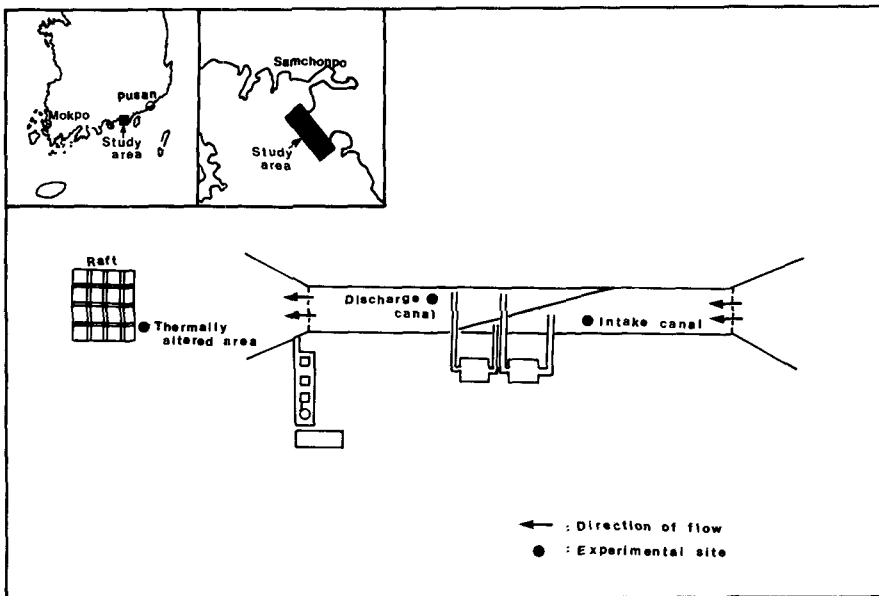 Pusan
Mokpo
Study
area
Samchonpo
Study
area
Raft
Thermally
altered area
Discharge
canal
Intake canal
: Direction of flow
: Experimental site